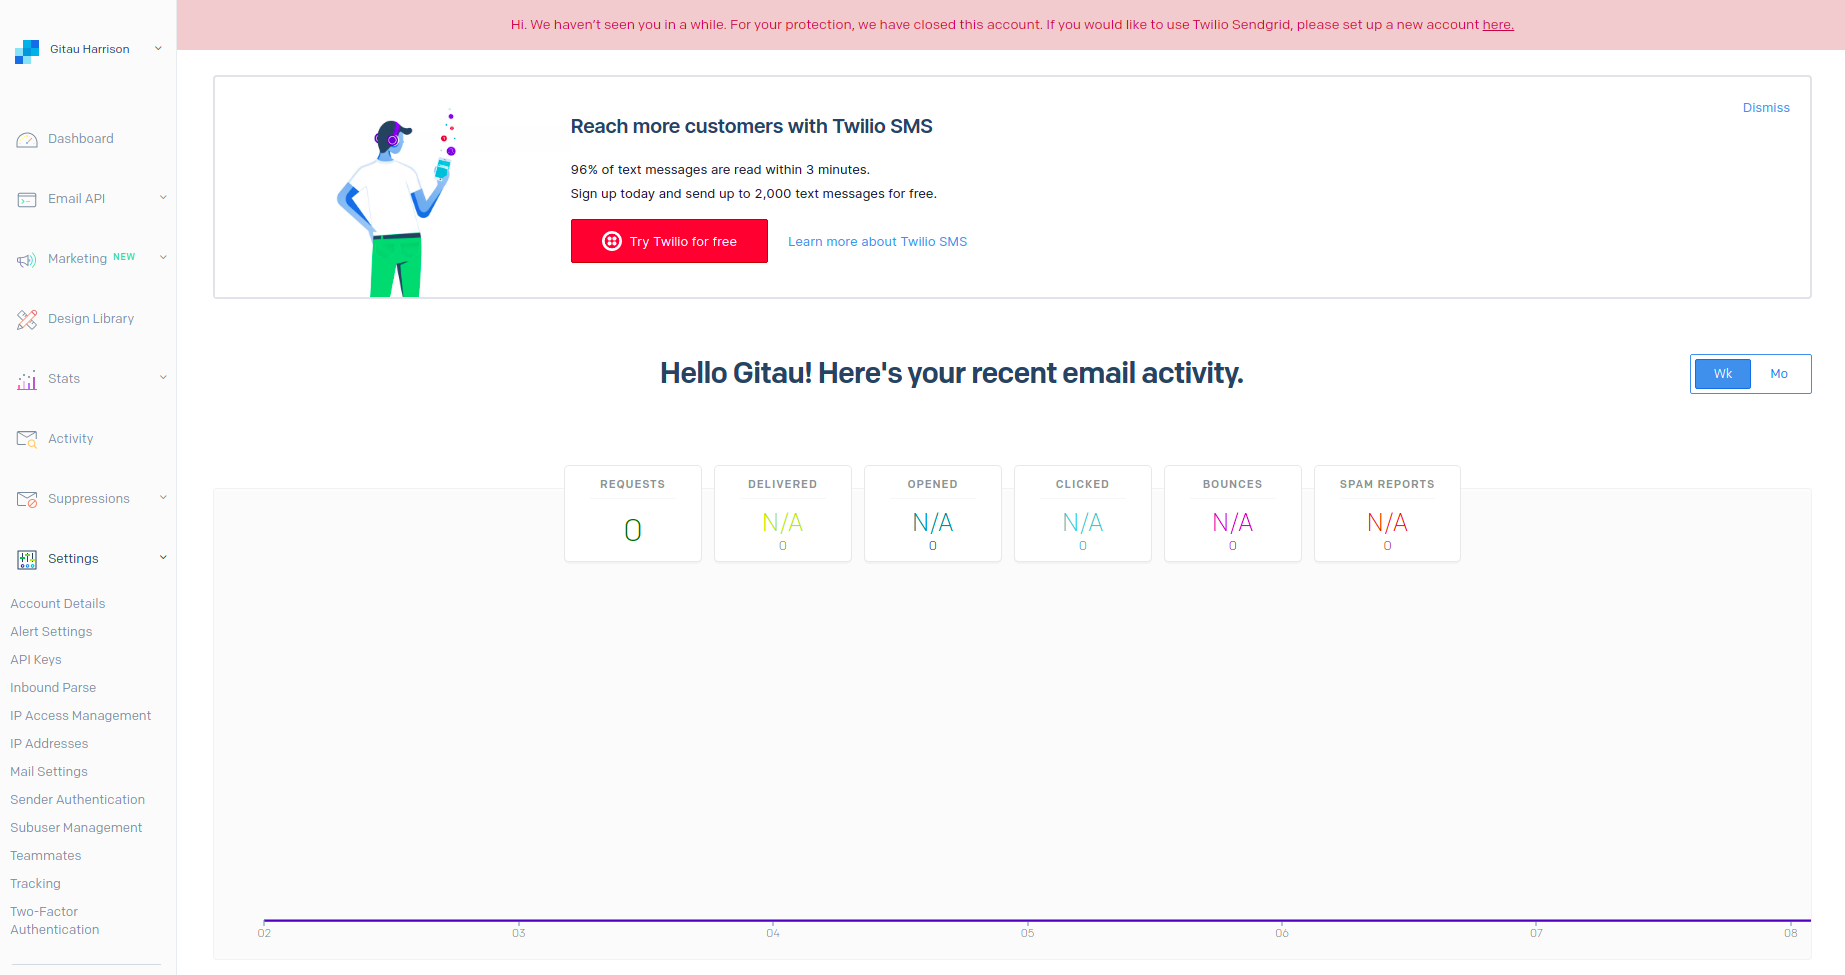 Hi. We haven't seen you in a while. For your protection, we have closed this account. If you would like to use Twilio Sendgrid, please set up a new account here.
Gitau Harrison
Dashboard
Email API
Marketing NEW
Design Library
Stats
Activity
Suppressions
Settings
Account Details
Alert Settings
API Keys
Inbound Parse
IP Access Management
IP Addresses
Mail Settings
Sender Authentication
Subuser Management
Teammates
Tracking
Two-Factor
Authentication
Dismiss
Reach more customers with Twilio SMS
96% of text messages are read within 3 minutes.
Sign up today and send up to 2,000 text messages for free.
Try Twilio for free Learn more about Twilio SMS
Hello Gitau! Here's your recent email activity.
Wk Mo
REQUESTS DELIVERED OPENED CLICKED BOUNCES SPAM REPORTS
0 N/A N/A N/A N/A N/A
0 0 0 0 0
02 03 04 05 06 07 08